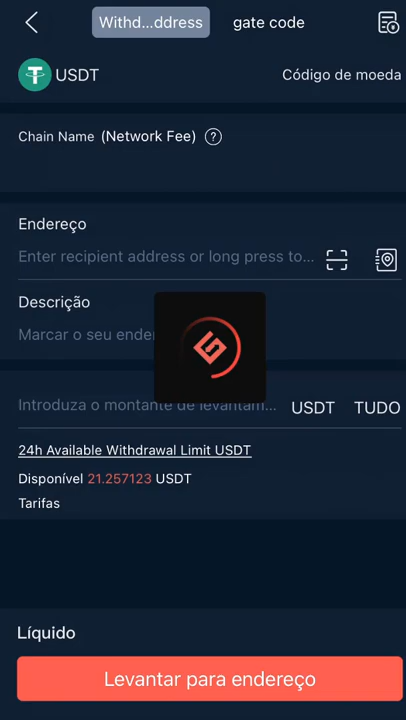 Withd...ddress
gate code
USDT
Código de moeda
Chain Name (Network Fee) ?
Endereço
Enter recipient address or long press to...
Descrição
Marcar o seu
Introduza o montante de levantam...
USDT TUDO
24h Available Withdrawal Limit USDT
Disponível 21.257123 USDT
Tarifas
Líquido
Levantar para endereço